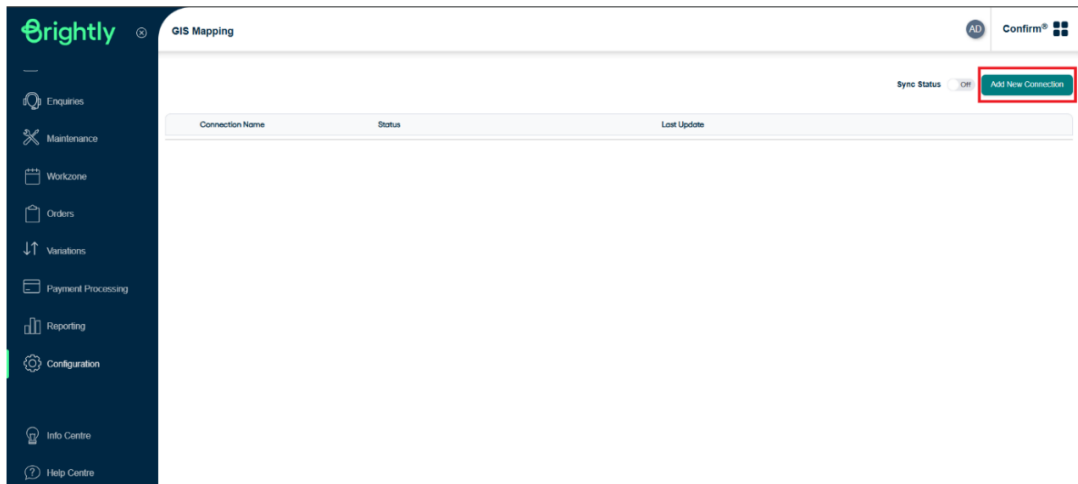 Brightly
GIS Mapping
AD
Confirm®
Sync Status Off Add New Connection
Connection Name Status Last Update
Enquiries
Maintenance
Workzone
Orders
Variations
Payment Processing
Reporting
Configuration
Info Centre
Help Centre